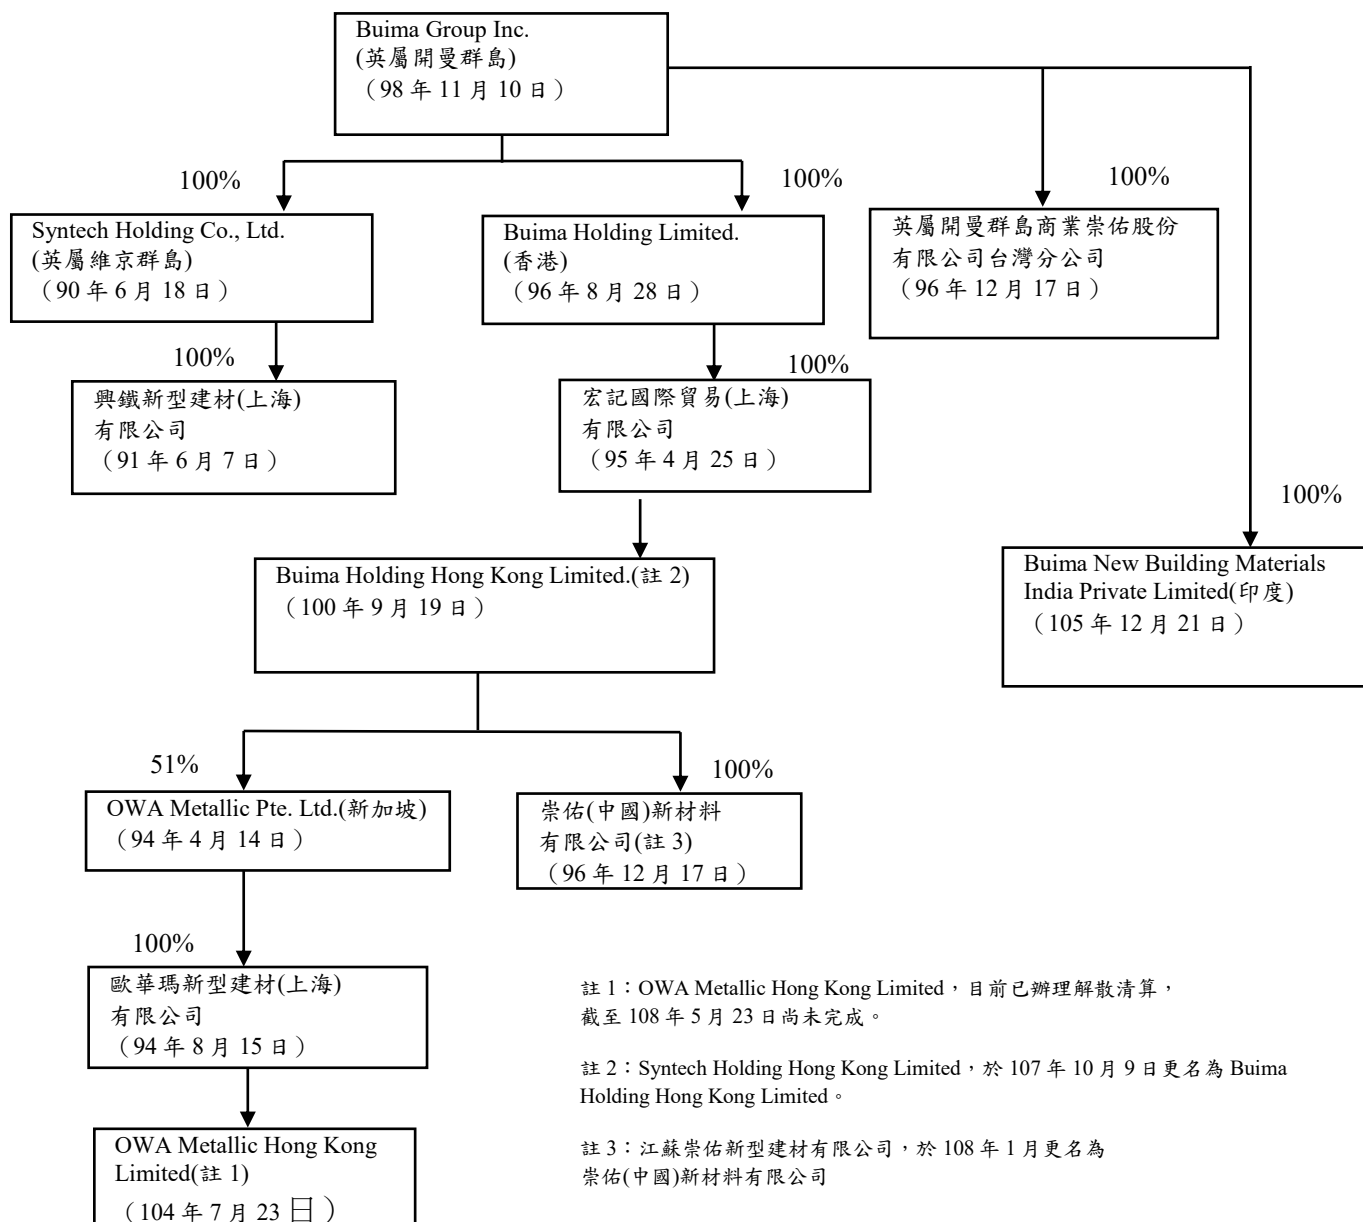 Buima Group Inc.
(英屬開曼群島)
（98 年 11 月 10 日）
100%
100%
100%
Syntech Holding Co., Ltd.
(英屬維京群島)
（90 年 6 月 18 日）
Buima Holding Limited.
(香港)
（96 年 8 月 28 日）
英屬開曼群島商業崇佑股份
有限公司台灣分公司
（96 年 12 月 17 日）
100%
100%
興鐵新型建材(上海)
有限公司
（91 年 6 月 7 日）
宏記國際貿易(上海)
有限公司
（95 年 4 月 25 日）
100%
Buima Holding Hong Kong Limited.(註 2)
（100 年 9 月 19 日）
Buima New Building Materials
India Private Limited(印度)
（105 年 12 月 21 日）
51%
100%
OWA Metallic Pte. Ltd.(新加坡)
（94 年 4 月 14 日）
崇佑(中國)新材料
有限公司(註 3)
（96 年 12 月 17 日）
100%
歐華瑪新型建材(上海)
有限公司
（94 年 8 月 15 日）
OWA Metallic Hong Kong
Limited(註 1)
（104 年 7 月 23 日）
註 1：OWA Metallic Hong Kong Limited，目前已辦理解散清算，
截至 108 年 5 月 23 日尚未完成。
註 2：Syntech Holding Hong Kong Limited，於 107 年 10 月 9 日更名為 Buima
Holding Hong Kong Limited。
註 3：江蘇崇佑新型建材有限公司，於 108 年 1 月更名為
崇佑(中國)新材料有限公司